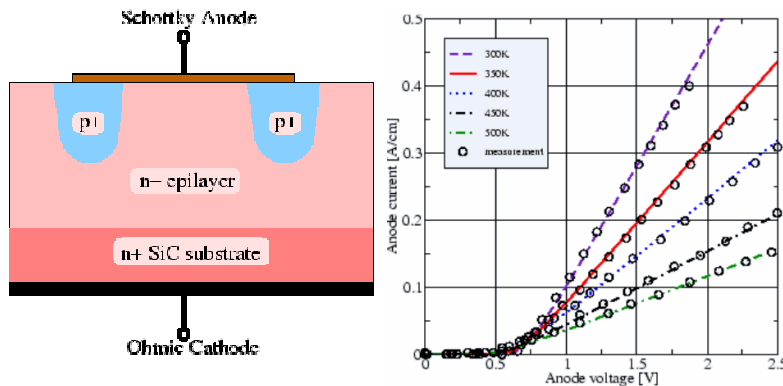 Schottky Anode
p+
p+
n− epilayer
n+ SiC substrate
Ohmic Cathode
0.5
0.4
0.3
0.2
0.1
0
Anode current [A/cm]
300K
350K
400K
450K
500K
measurement
0
0.5
1
1.5
2
2.5
Anode voltage [V]